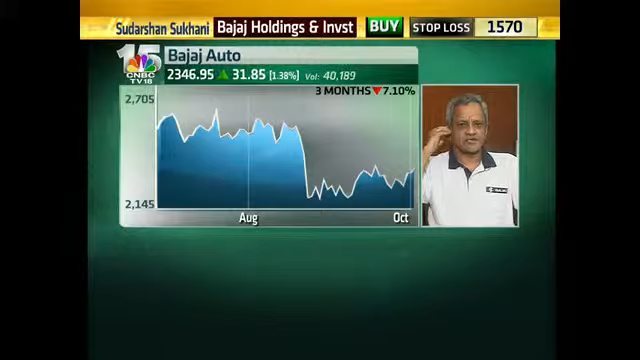 Sudarshan Sukhani Bajaj Holdings & Invst BUY STOP LOSS 1570
15
CNBC
TV18
Bajaj Auto
2346.95 ▲ 31.85 [1.38%] Vol: 40,189
3 MONTHS▼7.10%
2,705
2,145
Aug Oct